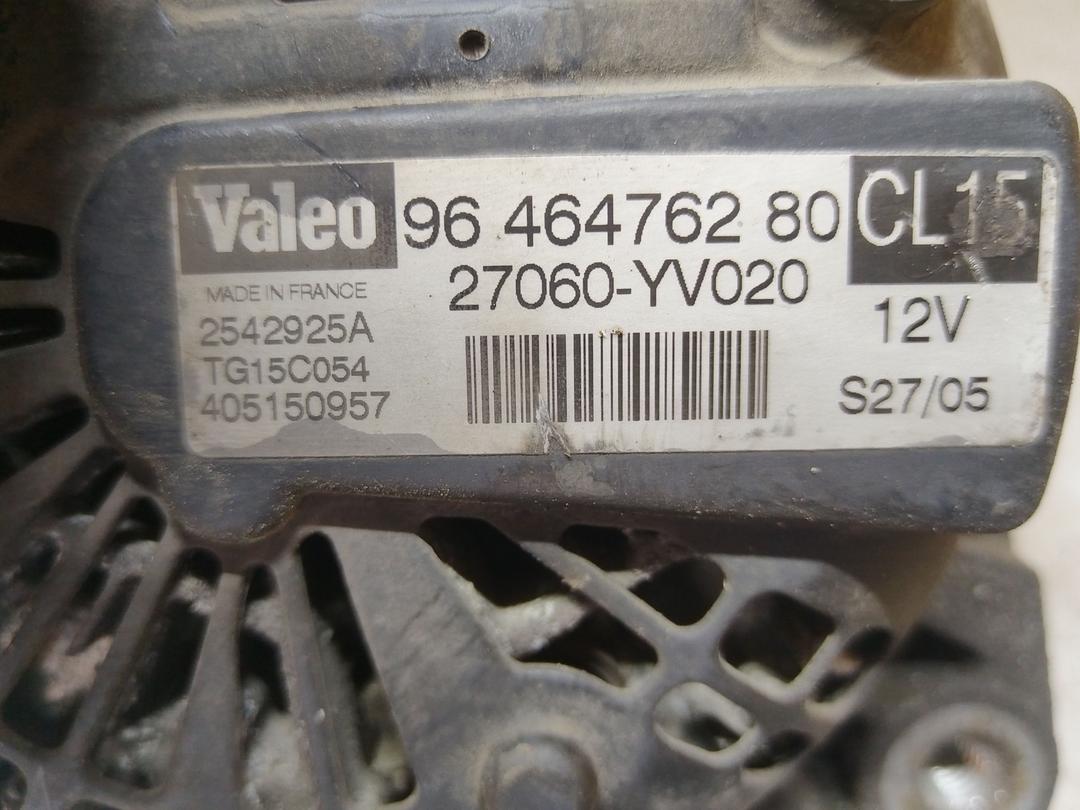 Valeo 96 464762 80 CL15
MADE IN FRANCE 27060-YV020
2542925A 12V
TG15C054
405150957 S27/05